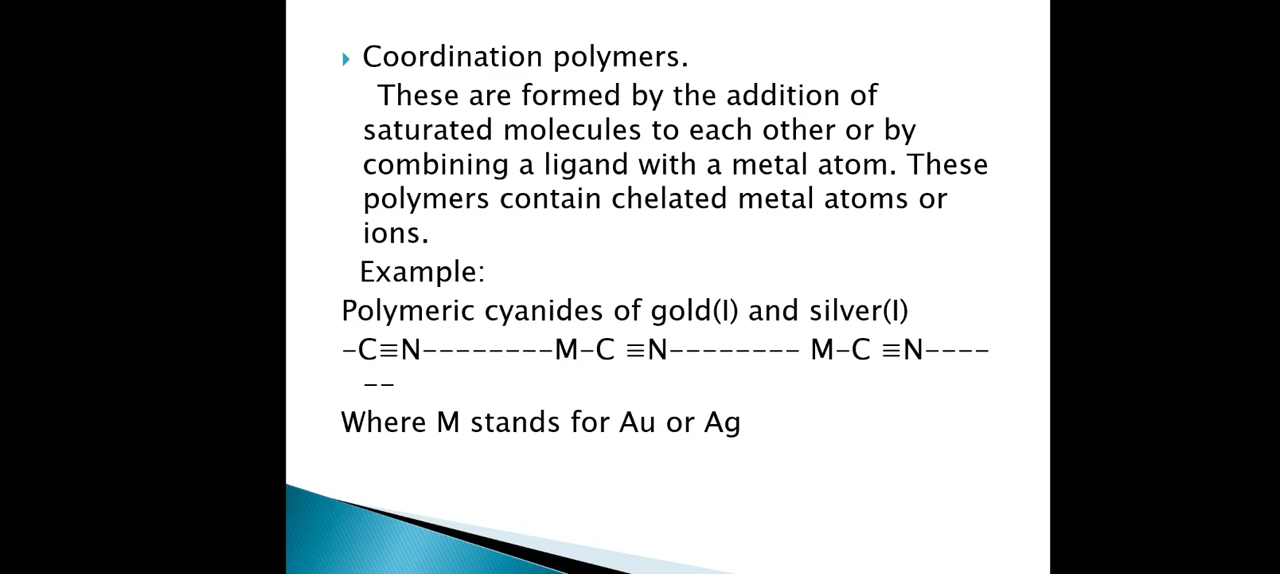 Coordination polymers.
These are formed by the addition of
saturated molecules to each other or by
combining a ligand with a metal atom. These
polymers contain chelated metal atoms or
ions.
Example:
Polymeric cyanides of gold(I) and silver(I)
-C≡N--------M-C ≡N-------- M-C ≡N----
--
Where M stands for Au or Ag